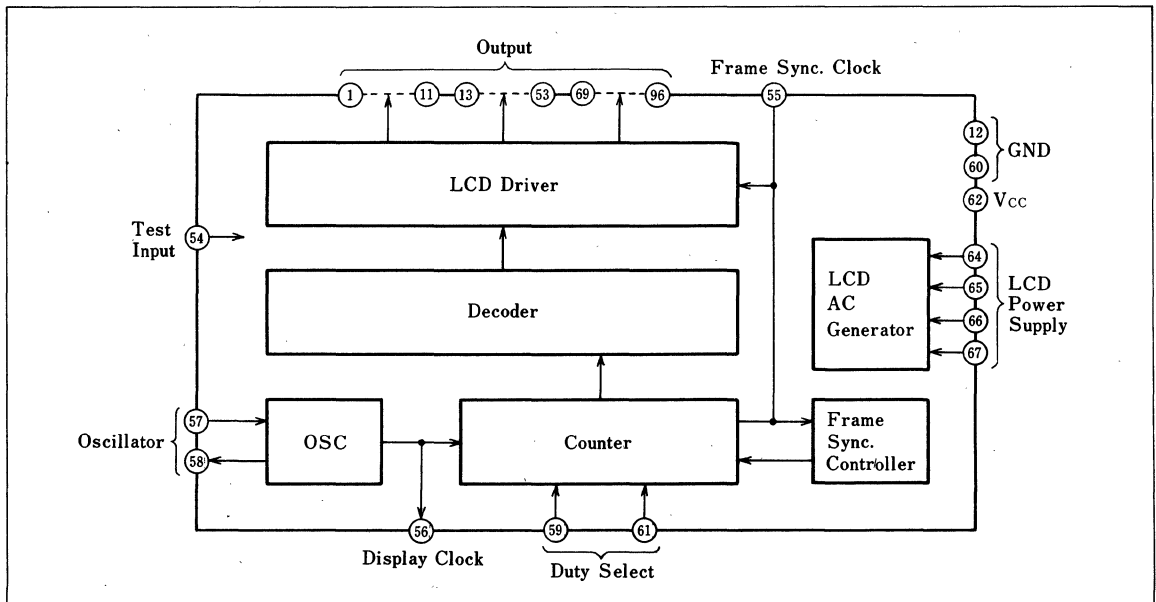 Output
Frame Sync. Clock
1 11 13 53 69 96 55
12
60
GND
62 VCC
LCD Driver
Test
Input
54
64
65
66
67
LCD
Power
Supply
LCD
AC
Generator
Decoder
57
58
Oscillator
OSC
Counter
Frame
Sync.
Controller
56 59 61
Display Clock
Duty Select